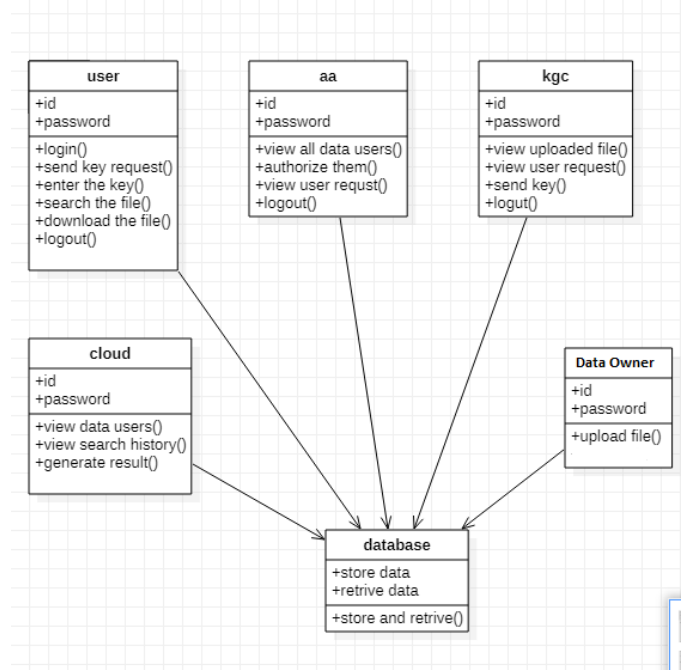 user
+id
+password
+login()
+send key request()
+enter the key()
+search the file()
+download the file()
+logout()
aa
+id
+password
+view all data users()
+authorize them()
+view user requst()
+logout()
kgc
+id
+password
+view uploaded file()
+view user request()
+send key()
+logut()
cloud
+id
+password
+view data users()
+view search history()
+generate result()
Data Owner
+id
+password
+upload file()
database
+store data
+retrive data
+store and retrive()